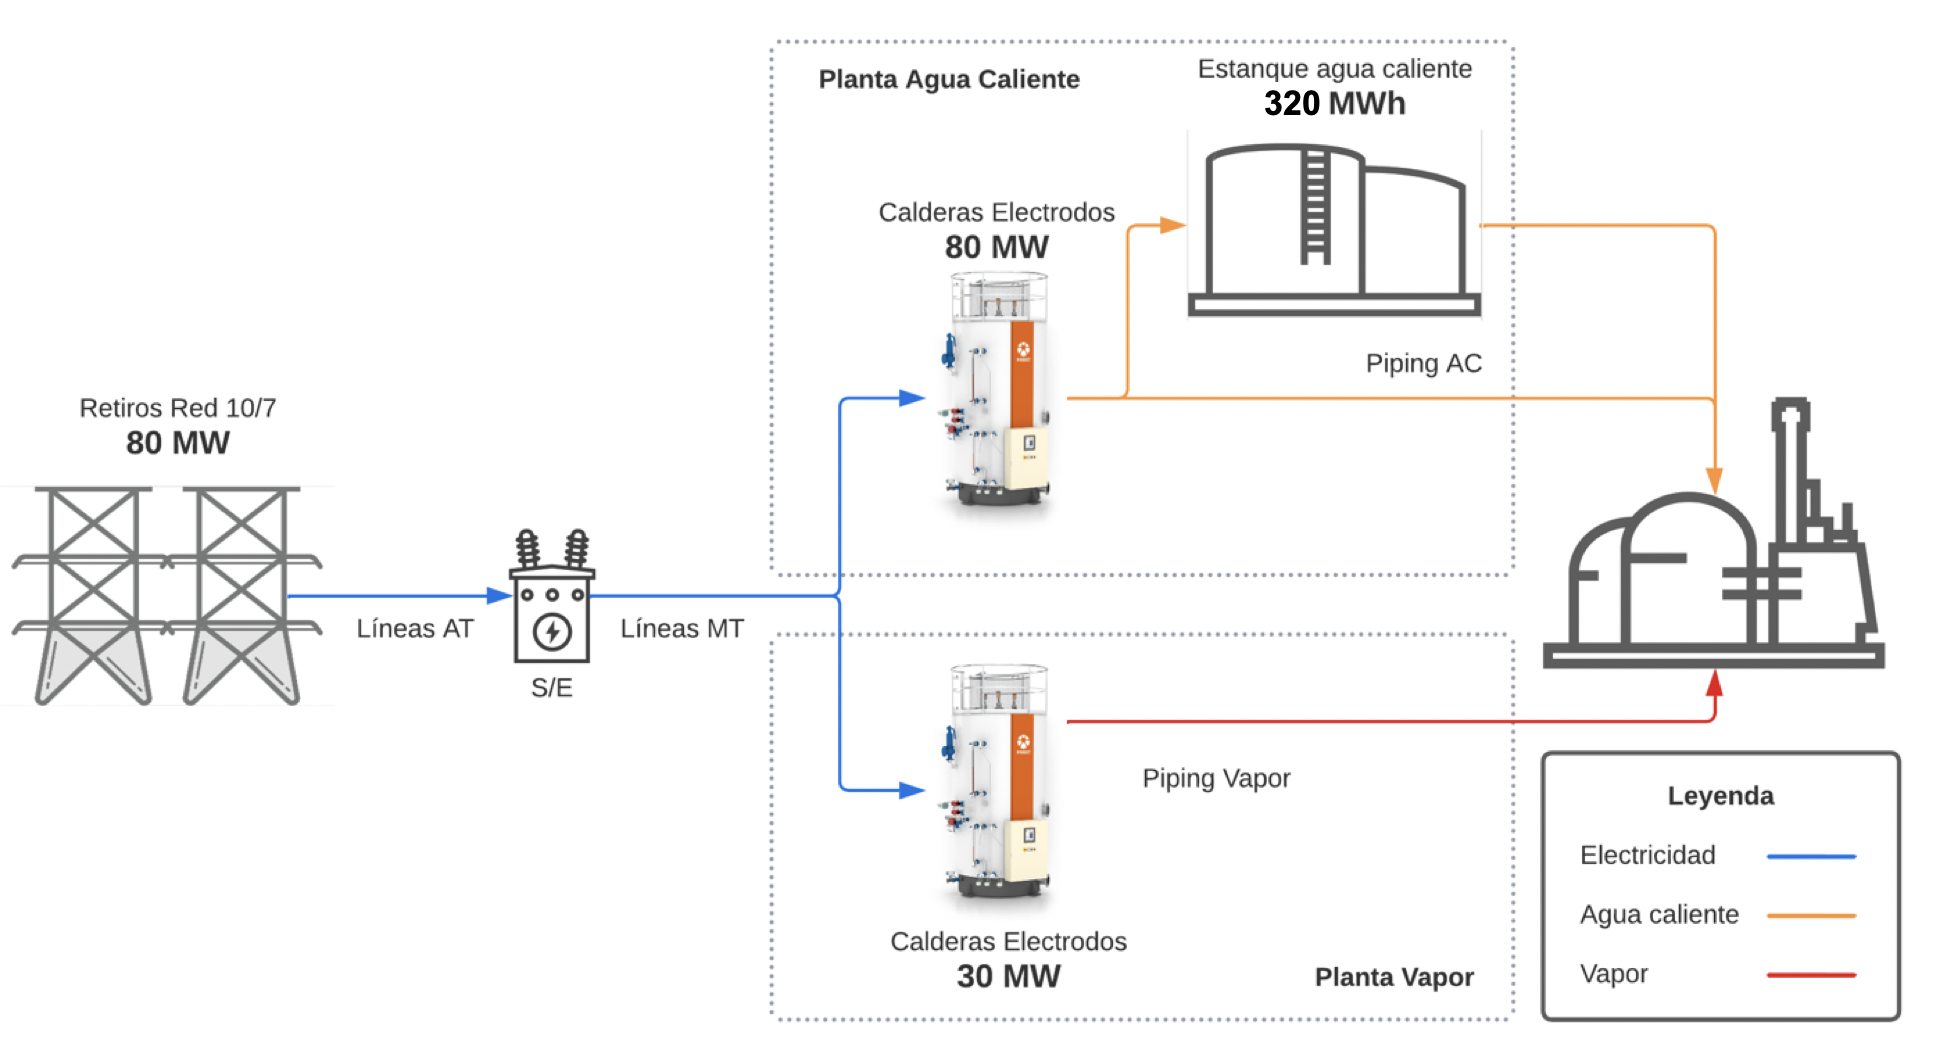 Planta Agua Caliente
Estanque agua caliente
320 MWh
Calderas Electrodos
80 MW
Piping AC
Retiros Red 10/7
80 MW
Líneas AT
Líneas MT
S/E
Piping Vapor
Calderas Electrodos
30 MW
Planta Vapor
Leyenda
Electricidad
Agua caliente
Vapor